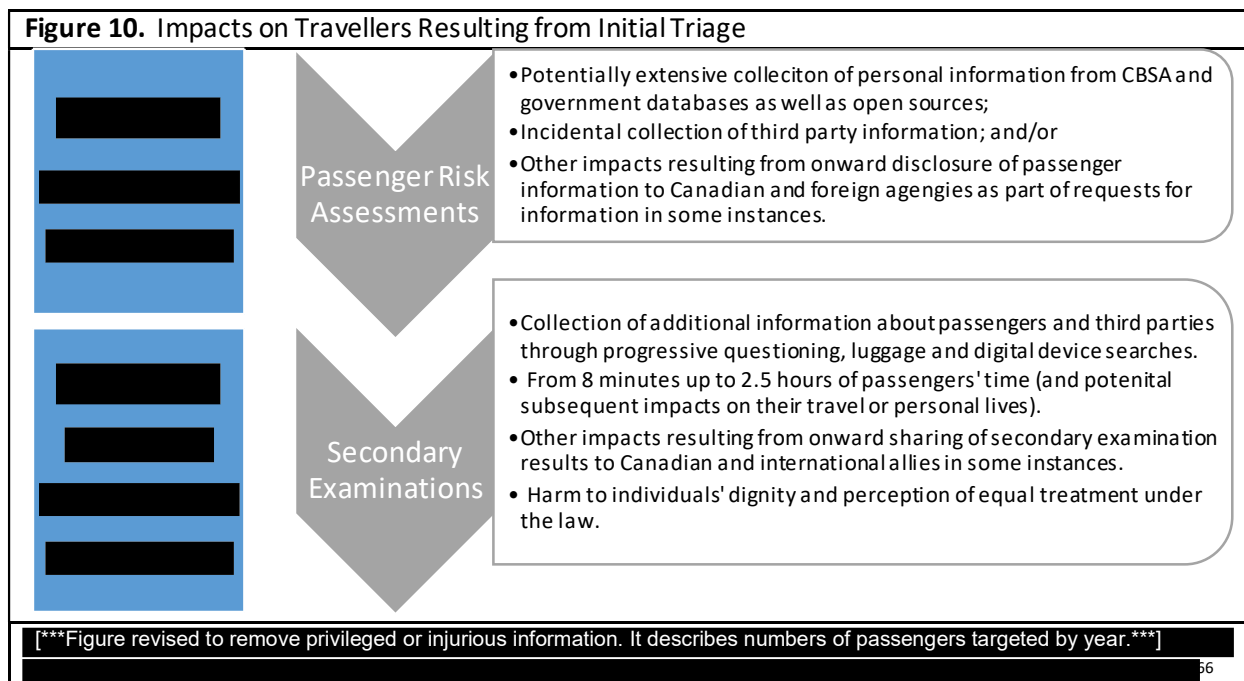 Figure 10. Impacts on Travellers Resulting from Initial Triage
Passenger Risk
Assessments
•Potentially extensive colleciton of personal information from CBSA and
government databases as well as open sources;
•Incidental collection of third party information; and/or
•Other impacts resulting from onward disclosure of passenger
information to Canadian and foreign agengies as part of requests for
information in some instances.
Secondary
Examinations
•Collection of additional information about passengers and third parties
through progressive questioning, luggage and digital device searches.
• From 8 minutes up to 2.5 hours of passengers' time (and potenital
subsequent impacts on their travel or personal lives).
•Other impacts resulting from onward sharing of secondary examination
results to Canadian and international allies in some instances.
• Harm to individuals' dignity and perception of equal treatment under
the law.
[***Figure revised to remove privileged or injurious information. It describes numbers of passengers targeted by year.***]